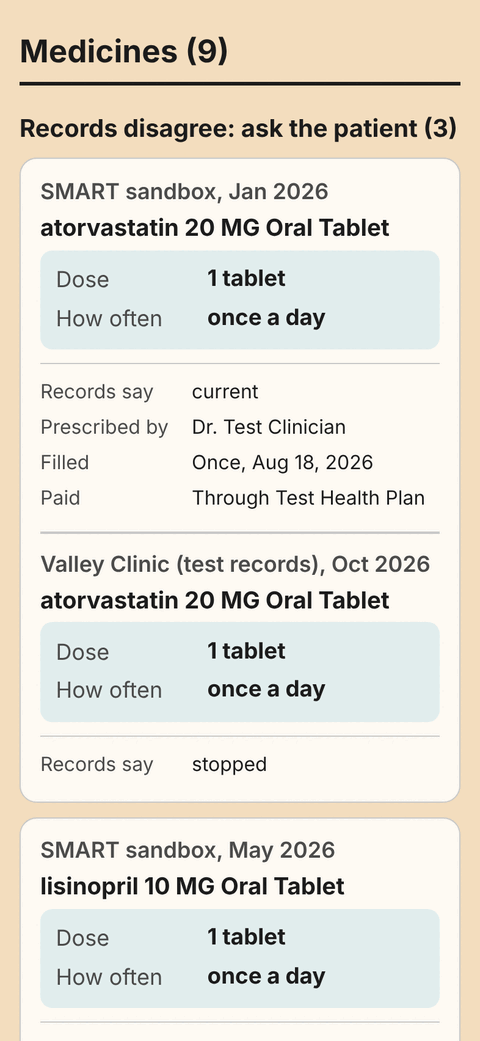 Medicines (9)
Records disagree: ask the patient (3)
SMART sandbox, Jan 2026
atorvastatin 20 MG Oral Tablet
Dose 1 tablet
How often once a day
Records say current
Prescribed by Dr. Test Clinician
Filled Once, Aug 18, 2026
Paid Through Test Health Plan
Valley Clinic (test records), Oct 2026
atorvastatin 20 MG Oral Tablet
Dose 1 tablet
How often once a day
Records say stopped
SMART sandbox, May 2026
lisinopril 10 MG Oral Tablet
Dose 1 tablet
How often once a day